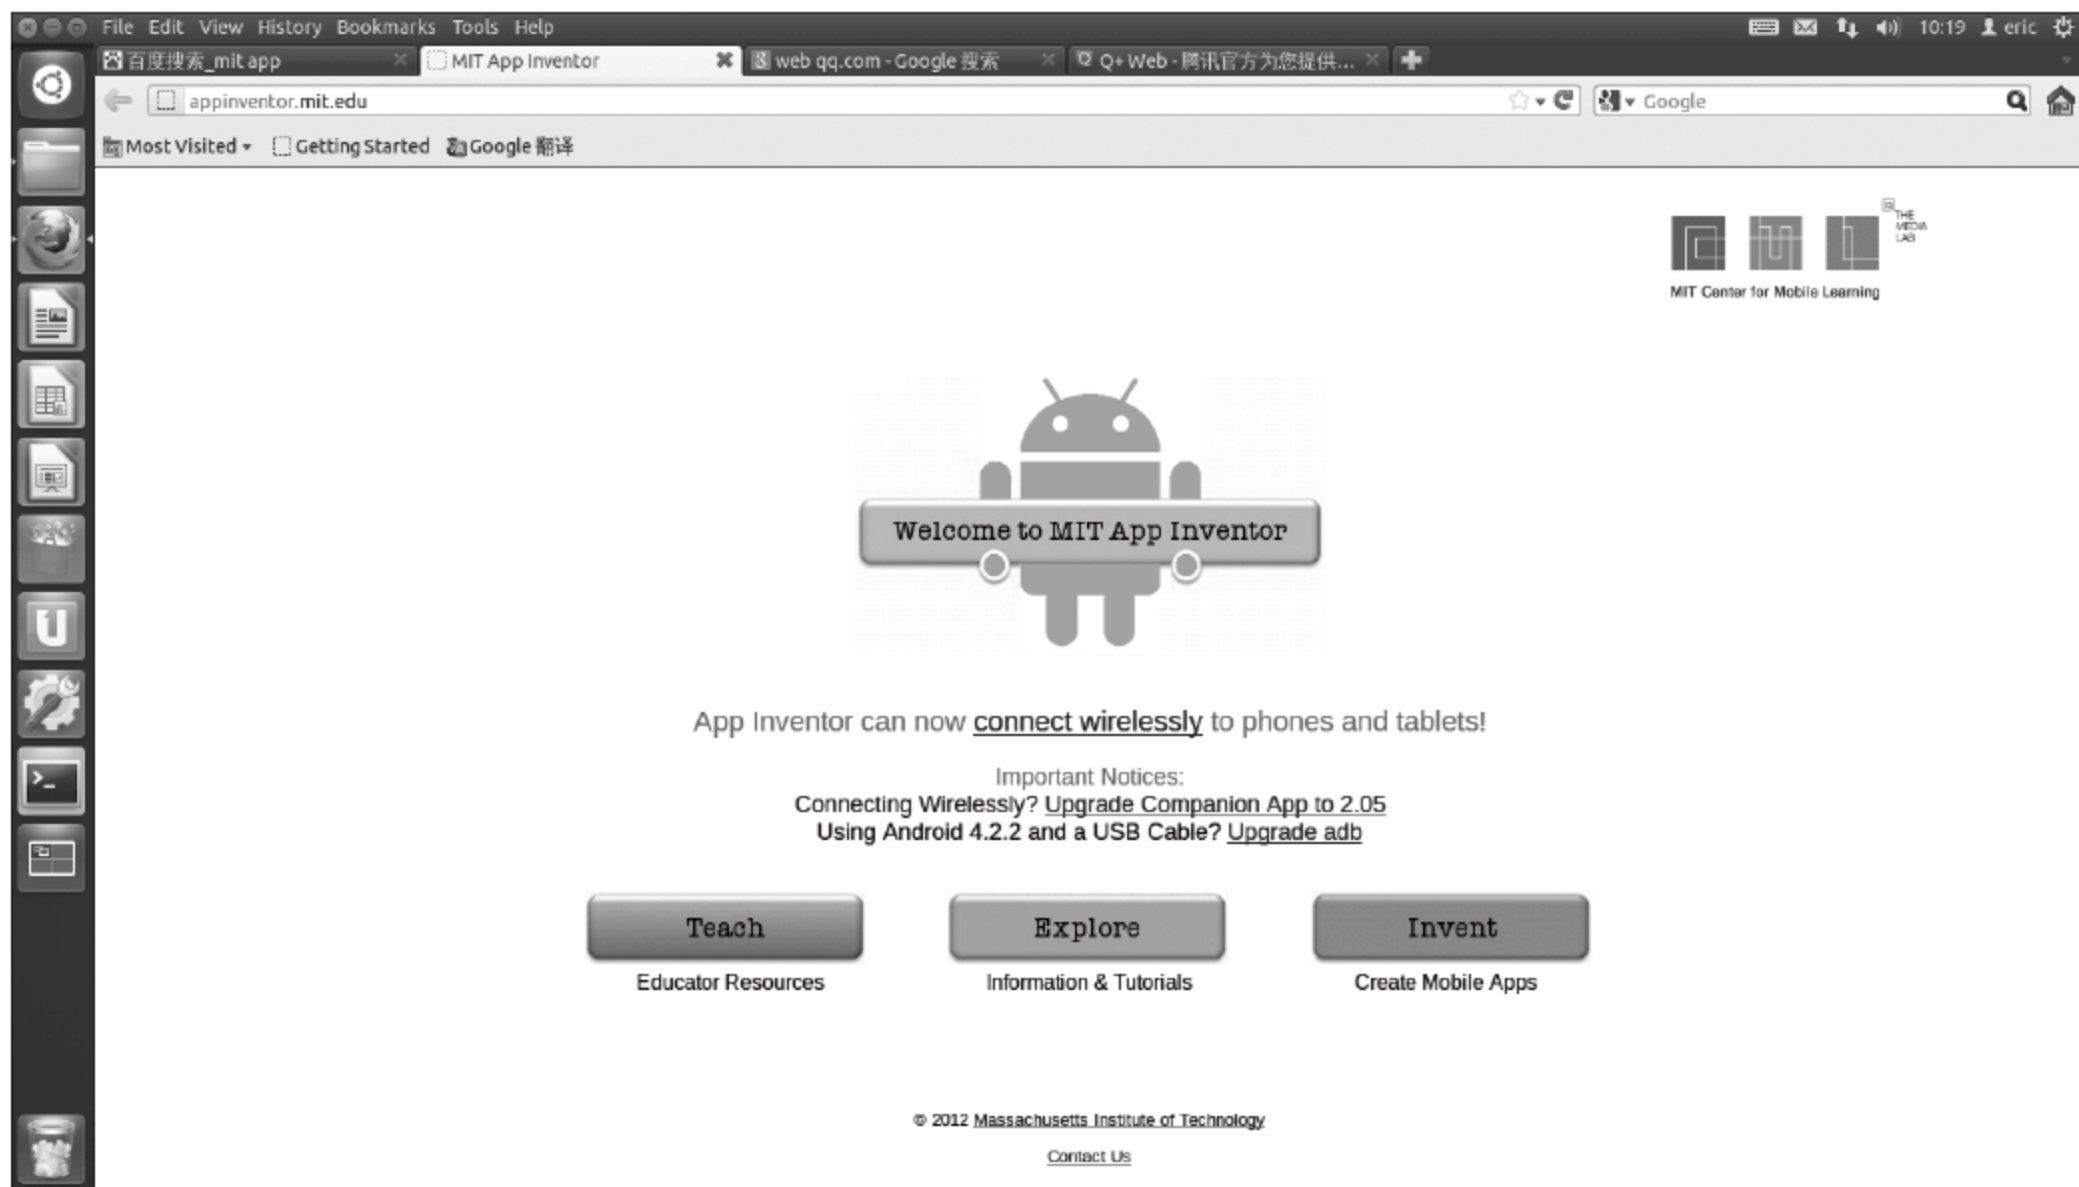 File Edit View History Bookmarks Tools Help 10:19 eric
百度搜索_mit app MIT App Inventor web qq.com - Google 搜索 Q+ Web - 腾讯官方为您提供...
appinventor.mit.edu Google
Most Visited Getting Started Google 翻译
THE
MEDIA
LAB
MIT Center for Mobile Learning
Welcome to MIT App Inventor
App Inventor can now connect wirelessly to phones and tablets!
Important Notices:
Connecting Wirelessly? Upgrade Companion App to 2.05
Using Android 4.2.2 and a USB Cable? Upgrade adb
Teach Explore Invent
Educator Resources Information & Tutorials Create Mobile Apps
© 2012 Massachusetts Institute of Technology
Contact Us